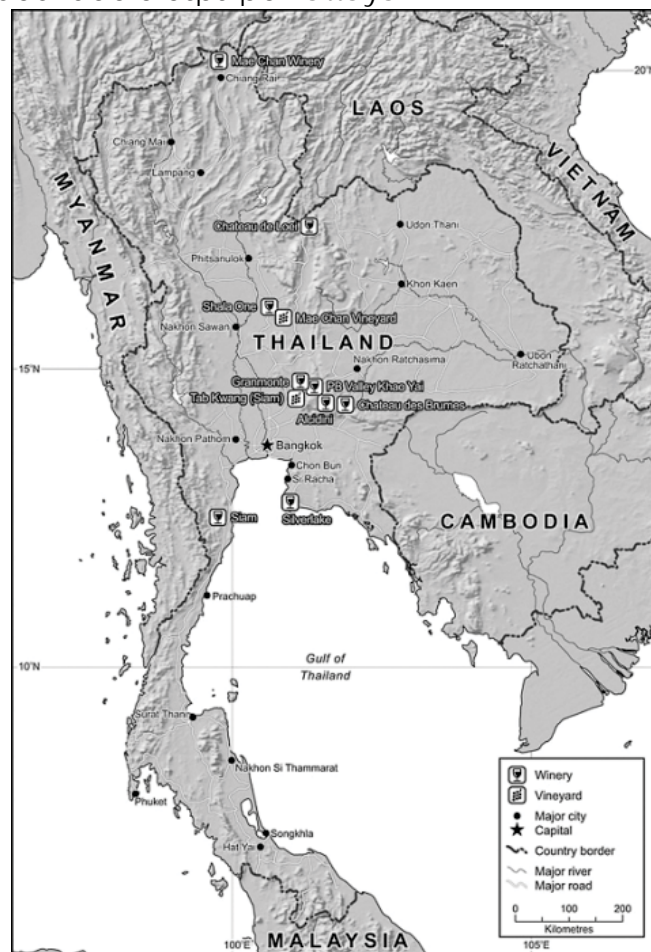 Mae Chan Winery
Chiang Rai
20°N
LAOS
Chiang Mai
VIETNAM
Lampang
MYANMAR
Chateau de Loei
Udon Thani
Phitsanulok
Khon Kaen
Shala One
Mae Chan Vineyard
Nakhon Sawan
THAILAND
Ubon
Ratchathani
Nakhon Ratchasima
15°N
Granmonte
PB Valley Khao Yai
Tab Kwang (Siam)
Alcidini
Chateau des Brumes
Nakhon Pathom
Bangkok
Chon Buri
Si Racha
Siam
Silverlake
CAMBODIA
Prachuap
10°N
Gulf of
Thailand
Surat Thani
Nakhon Si Thammarat
Phuket
Songkhla
Hat Yai
Winery
Vineyard
Major city
Capital
Country border
Major river
Major road
0 100 200
Kilometres
100°E
105°E
MALAYSIA